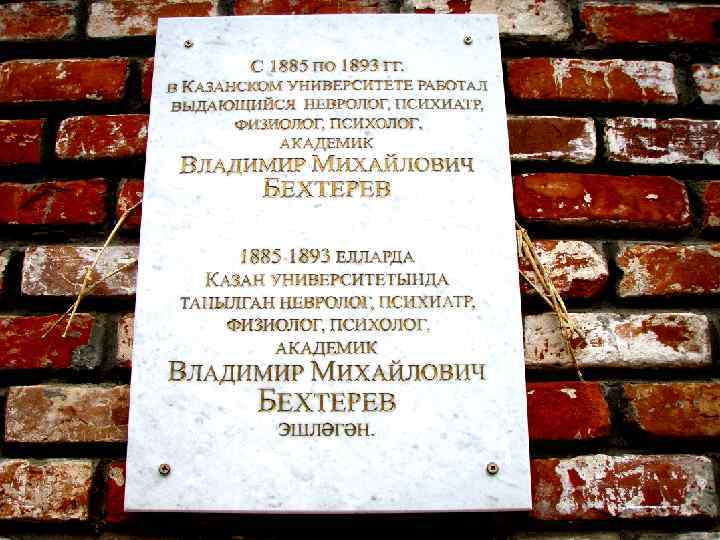 С 1885 по 1893 гг.
в Казанском университете работал
выдающийся невролог, психиатр,
физиолог, психолог,
академик
Владимир Михайлович
Бехтерев
1885-1893 елларда
Казан университетында
танылган невролог, психиатр,
физиолог, психолог,
академик
Владимир Михайлович
Бехтерев
эшләгән.